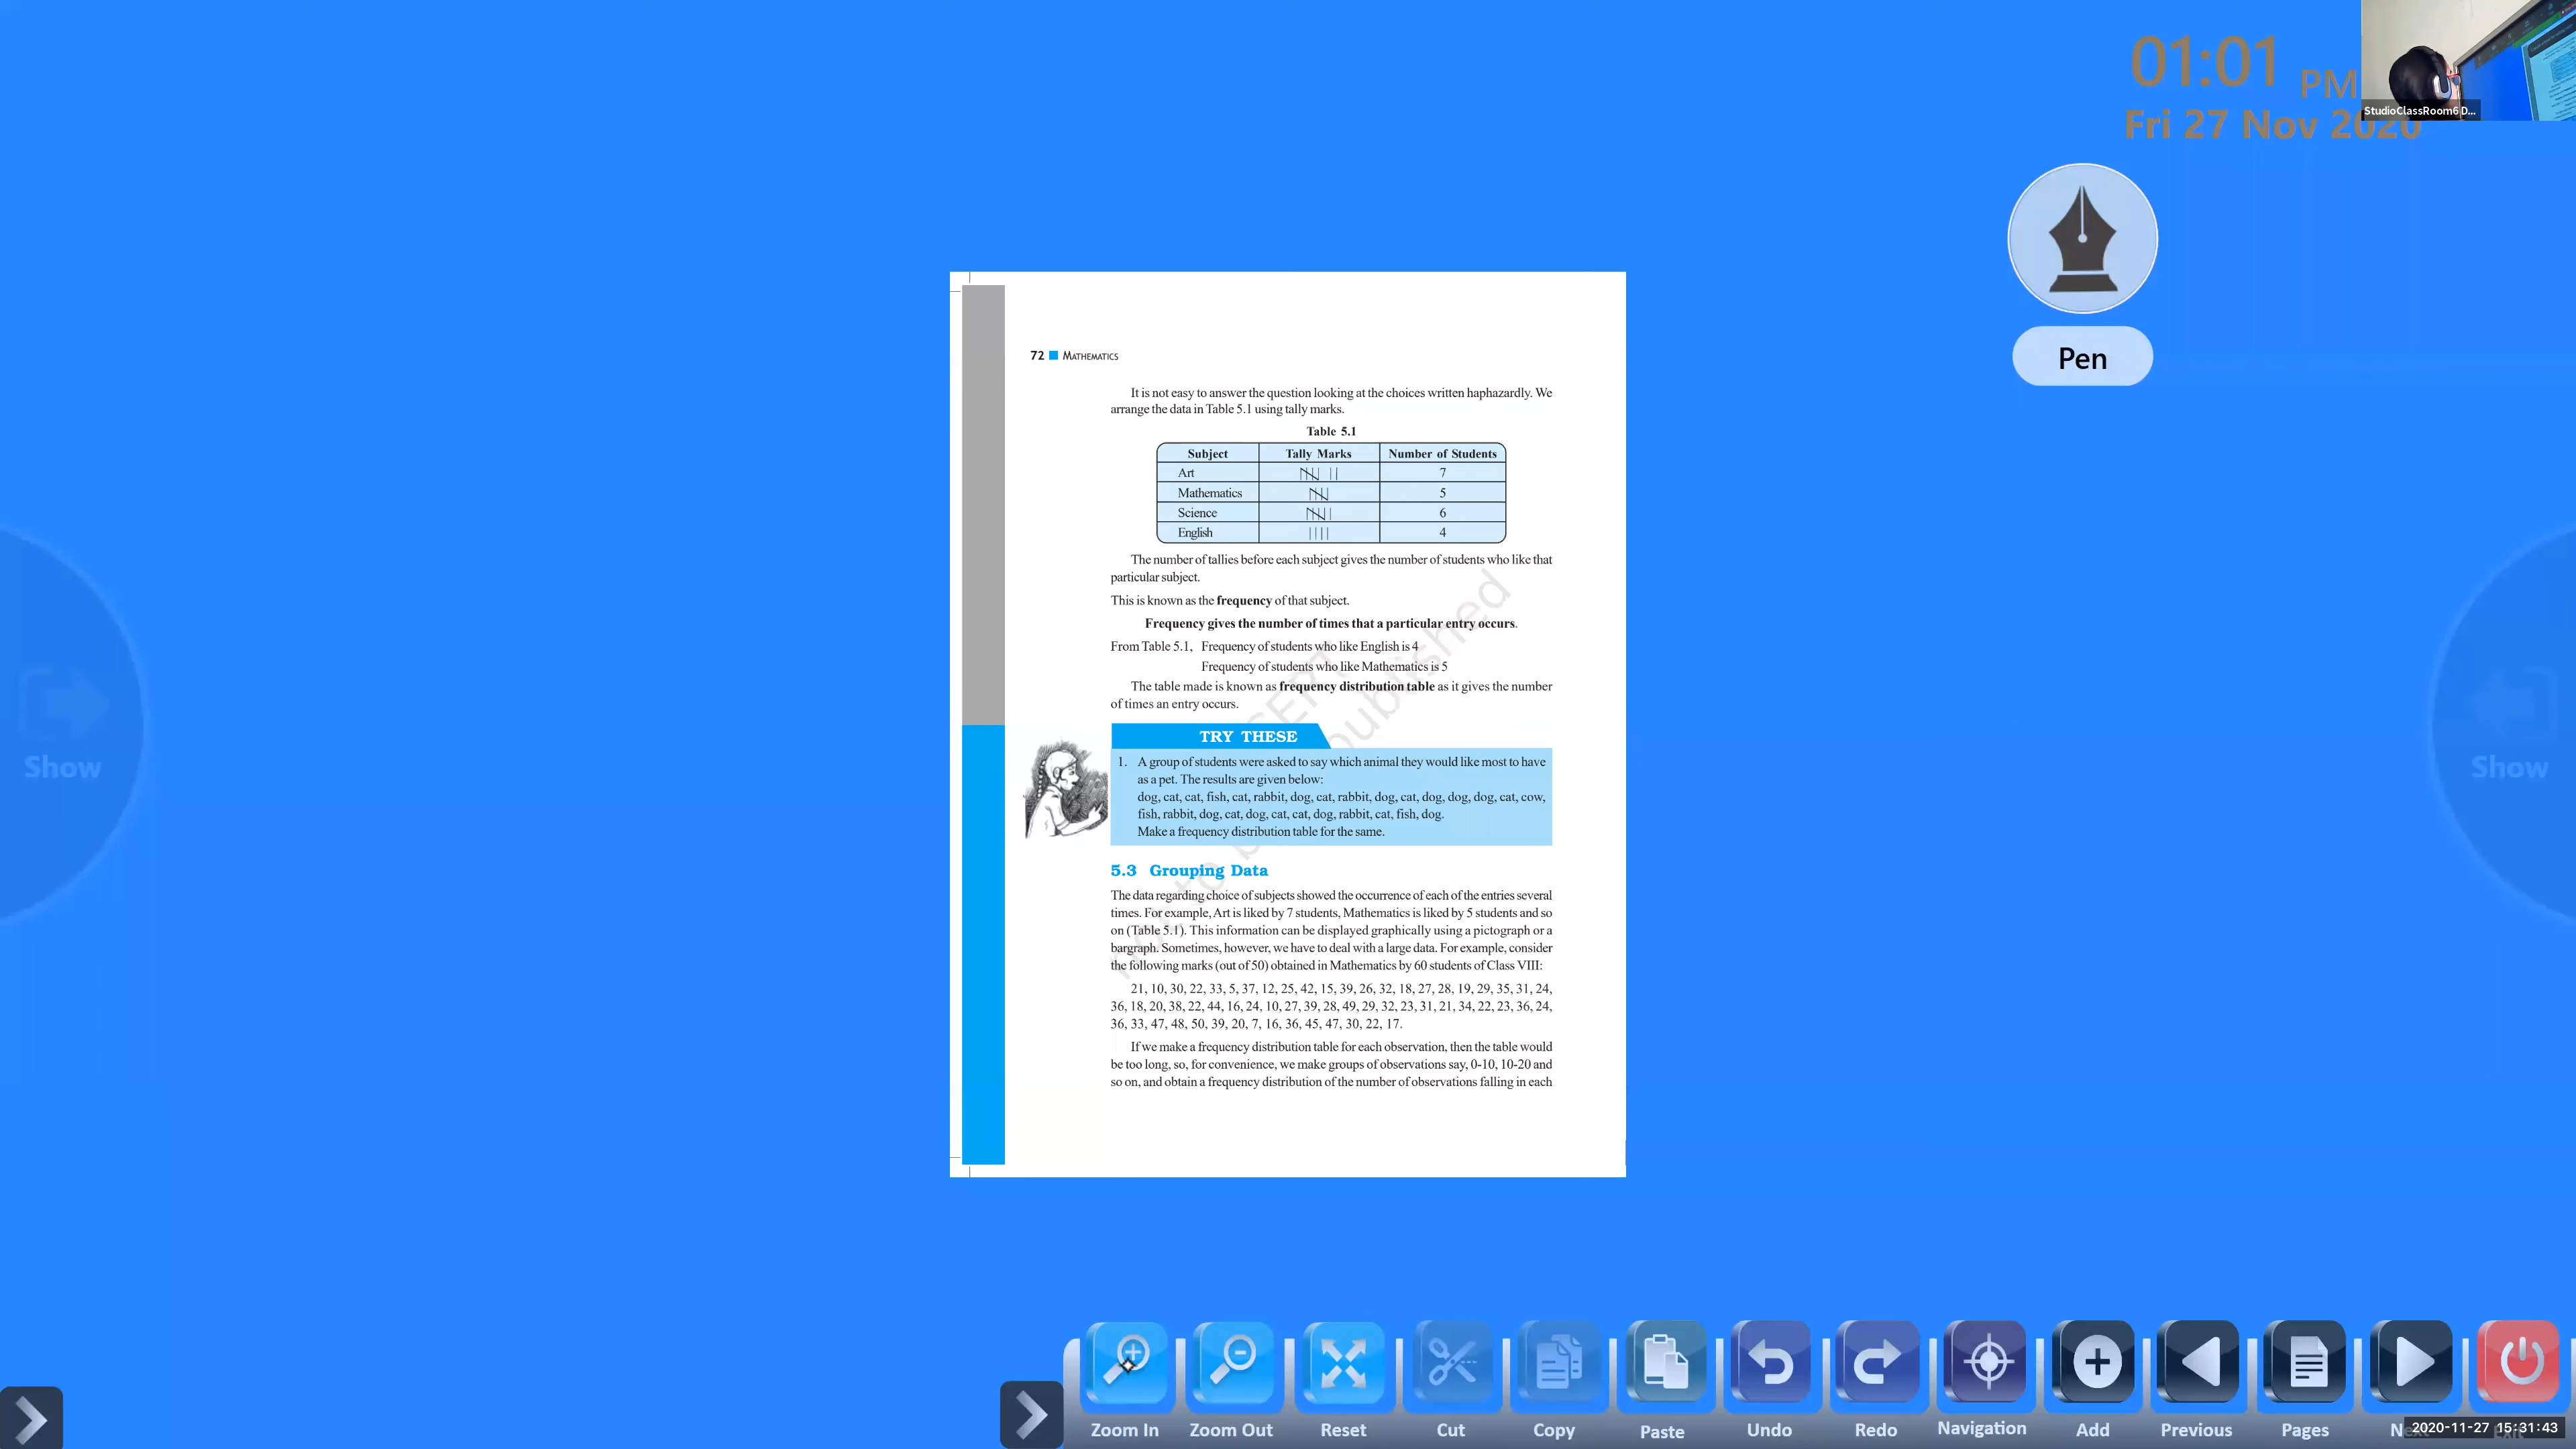 01:01 PM
Fri 27 Nov 2020
StudioClassRoom6 D...
Pen
72 MATHEMATICS
It is not easy to answer the question looking at the choices written haphazardly. We
arrange the data in Table 5.1 using tally marks.
Table 5.1
Subject Tally Marks Number of Students
Art 7
Mathematics 5
Science 6
English 4
The number of tallies before each subject gives the number of students who like that
particular subject.
This is known as the frequency of that subject.
Frequency gives the number of times that a particular entry occurs.
From Table 5.1, Frequency of students who like English is 4
Frequency of students who like Mathematics is 5
The table made is known as frequency distribution table as it gives the number
of times an entry occurs.
TRY THESE
1. A group of students were asked to say which animal they would like most to have
as a pet. The results are given below:
dog, cat, cat, fish, cat, rabbit, dog, cat, rabbit, dog, cat, dog, dog, dog, cat, cow,
fish, rabbit, dog, cat, dog, cat, cat, dog, rabbit, cat, fish, dog.
Make a frequency distribution table for the same.
5.3 Grouping Data
The data regarding choice of subjects showed the occurrence of each of the entries several
times. For example, Art is liked by 7 students, Mathematics is liked by 5 students and so
on (Table 5.1). This information can be displayed graphically using a pictograph or a
bargraph. Sometimes, however, we have to deal with a large data. For example, consider
the following marks (out of 50) obtained in Mathematics by 60 students of Class VIII:
21, 10, 30, 22, 33, 5, 37, 12, 25, 42, 15, 39, 26, 32, 18, 27, 28, 19, 29, 35, 31, 24,
36, 18, 20, 38, 22, 44, 16, 24, 10, 27, 39, 28, 49, 29, 32, 23, 31, 21, 34, 22, 23, 36, 24,
36, 33, 47, 48, 50, 39, 20, 7, 16, 36, 45, 47, 30, 22, 17.
If we make a frequency distribution table for each observation, then the table would
be too long, so, for convenience, we make groups of observations say, 0-10, 10-20 and
so on, and obtain a frequency distribution of the number of observations falling in each
Show
Show
Zoom In Zoom Out Reset Cut Copy Paste Undo Redo Navigation Add Previous Pages
2020-11-27 15:31:43